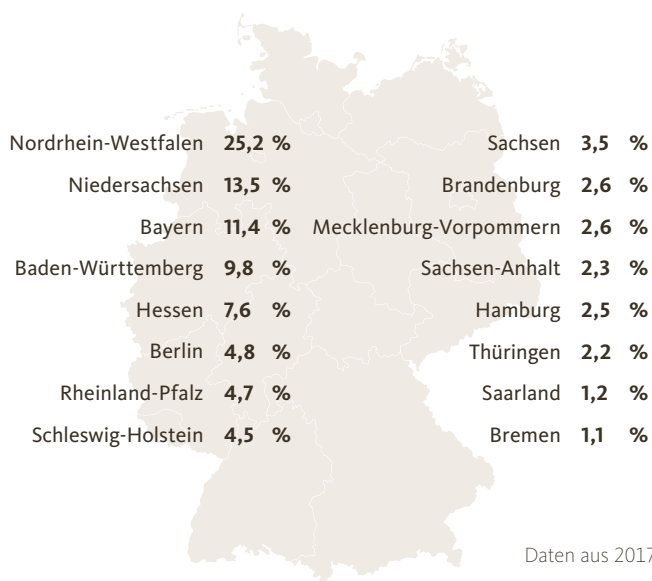 Nordrhein-Westfalen 25,2 %
Niedersachsen 13,5 %
Bayern 11,4 %
Baden-Württemberg 9,8 %
Hessen 7,6 %
Berlin 4,8 %
Rheinland-Pfalz 4,7 %
Schleswig-Holstein 4,5 %
Sachsen 3,5 %
Brandenburg 2,6 %
Mecklenburg-Vorpommern 2,6 %
Sachsen-Anhalt 2,3 %
Hamburg 2,5 %
Thüringen 2,2 %
Saarland 1,2 %
Bremen 1,1 %
Daten aus 2017